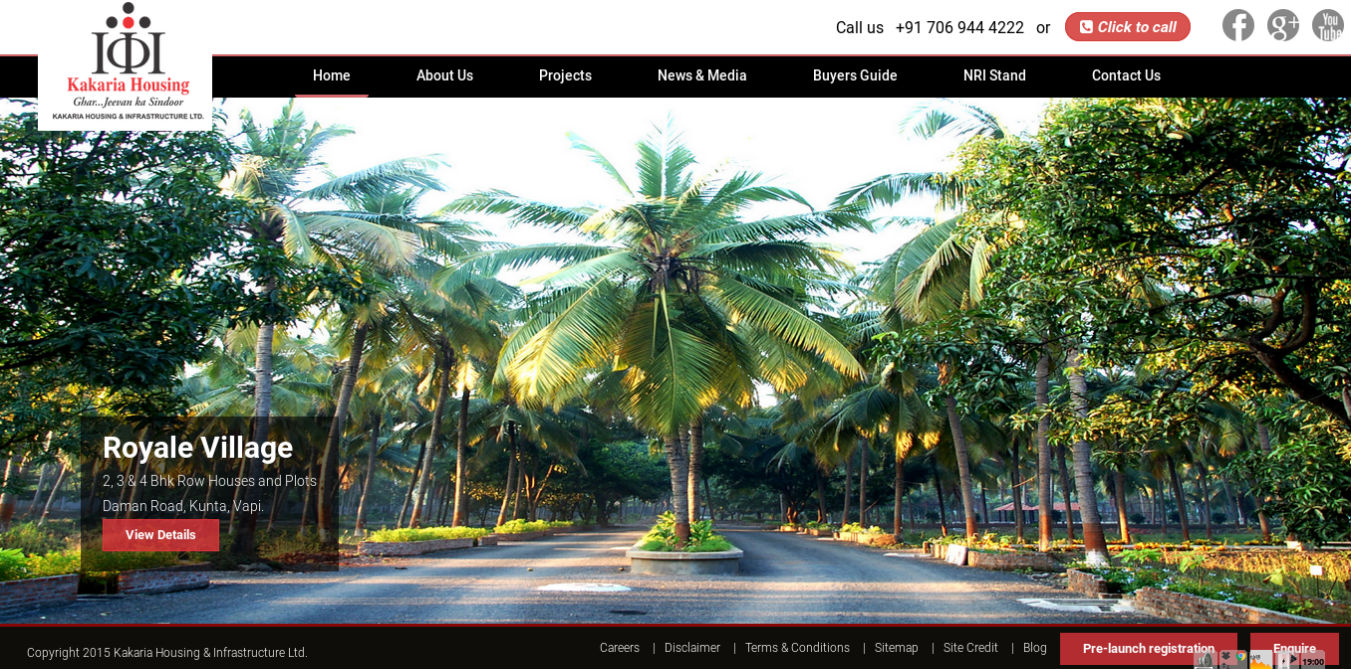 Call us +91 706 944 4222 or Click to call
You
Tube
Kakaria Housing
Ghar...Jeevan ka Sindoor
KAKARIA HOUSING & INFRASTRUCTURE LTD.
Home About Us Projects News & Media Buyers Guide NRI Stand Contact Us
Royale Village
2, 3 & 4 Bhk Row Houses and Plots
Daman Road, Kunta, Vapi.
View Details
Copyright 2015 Kakaria Housing & Infrastructure Ltd.
Careers | Disclaimer | Terms & Conditions | Sitemap | Site Credit | Blog
Pre-launch registration Enquire
19:00